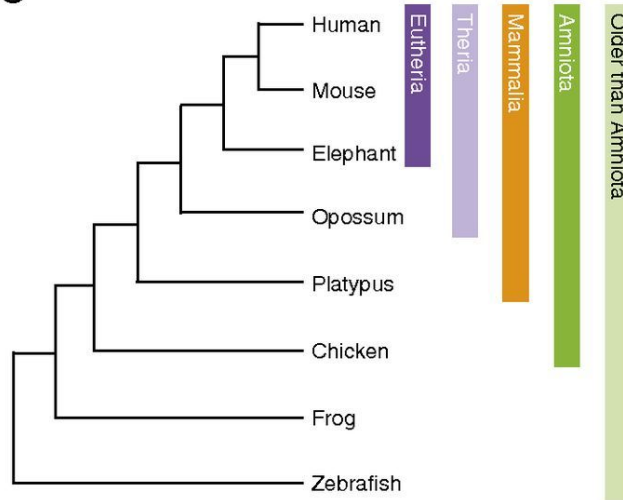 Human
Mouse
Elephant
Opossum
Platypus
Chicken
Frog
Zebrafish
Eutheria
Theria
Mammalia
Amniota
Older than Amniota